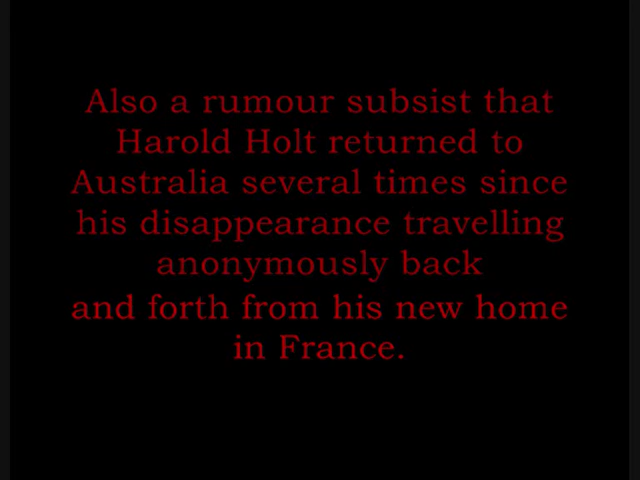 Also a rumour subsist that
Harold Holt returned to
Australia several times since
his disappearance travelling
anonymously back
and forth from his new home
in France.